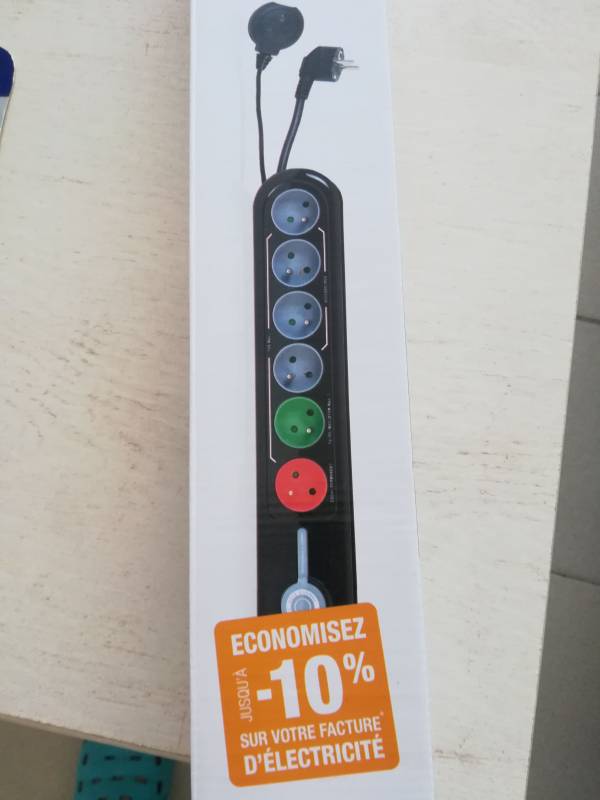 ECONOMISEZ
JUSQU'À
-10%
SUR VOTRE FACTURE*
D'ÉLECTRICITÉ